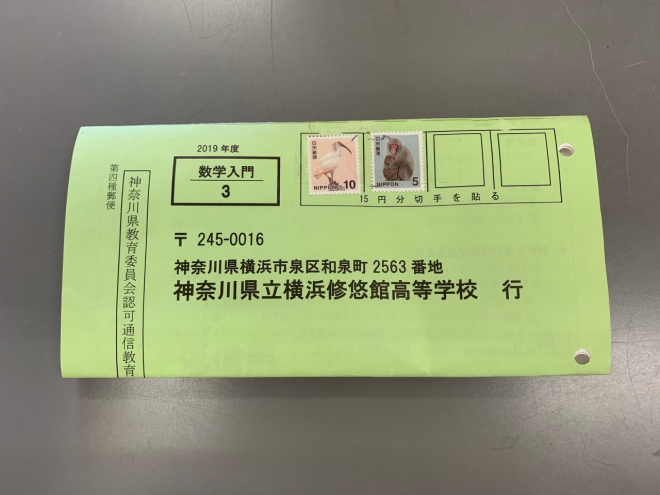 2019 年度
数学入門
3
日本郵便
NIPPON 10
日本郵便
NIPPON 5
15 円分切手を貼る
第四種郵便
神奈川県教育委員会認可通信教育
〒 245-0016
神奈川県横浜市泉区和泉町 2563 番地
神奈川県立横浜修悠館高等学校 行